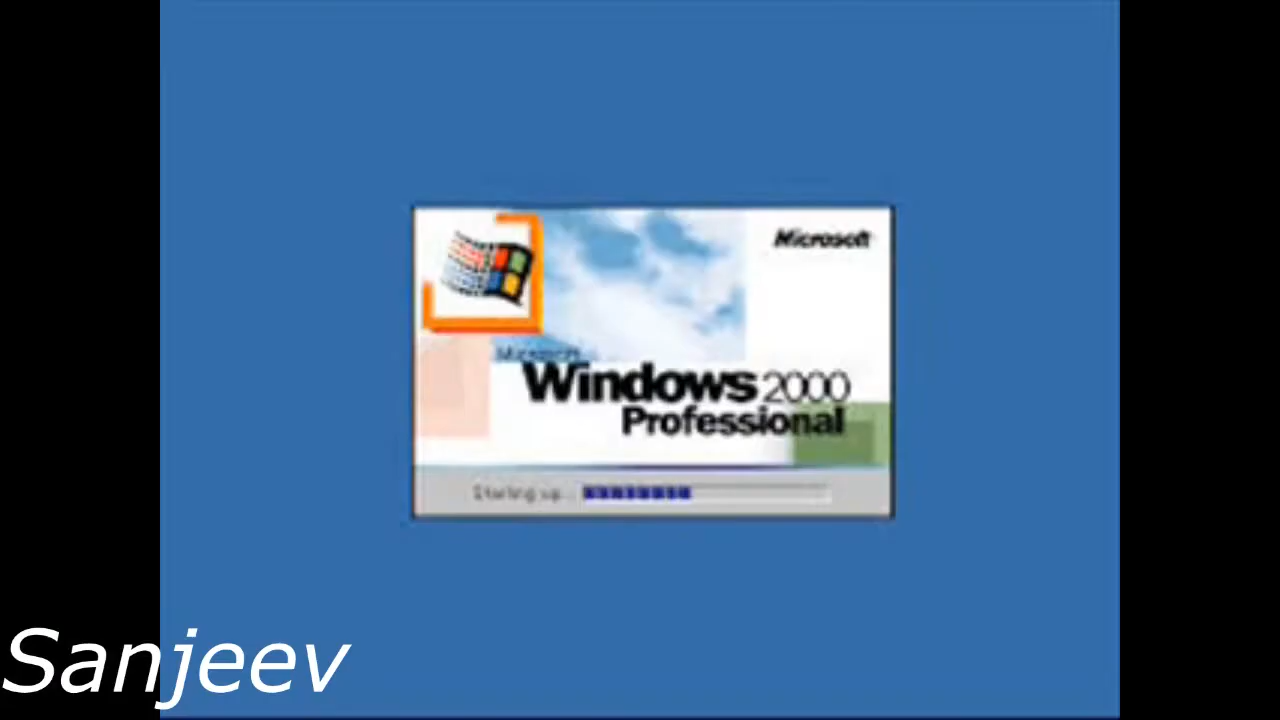 Microsoft
Microsoft
Windows 2000
Professional
Starting up...
Sanjeev